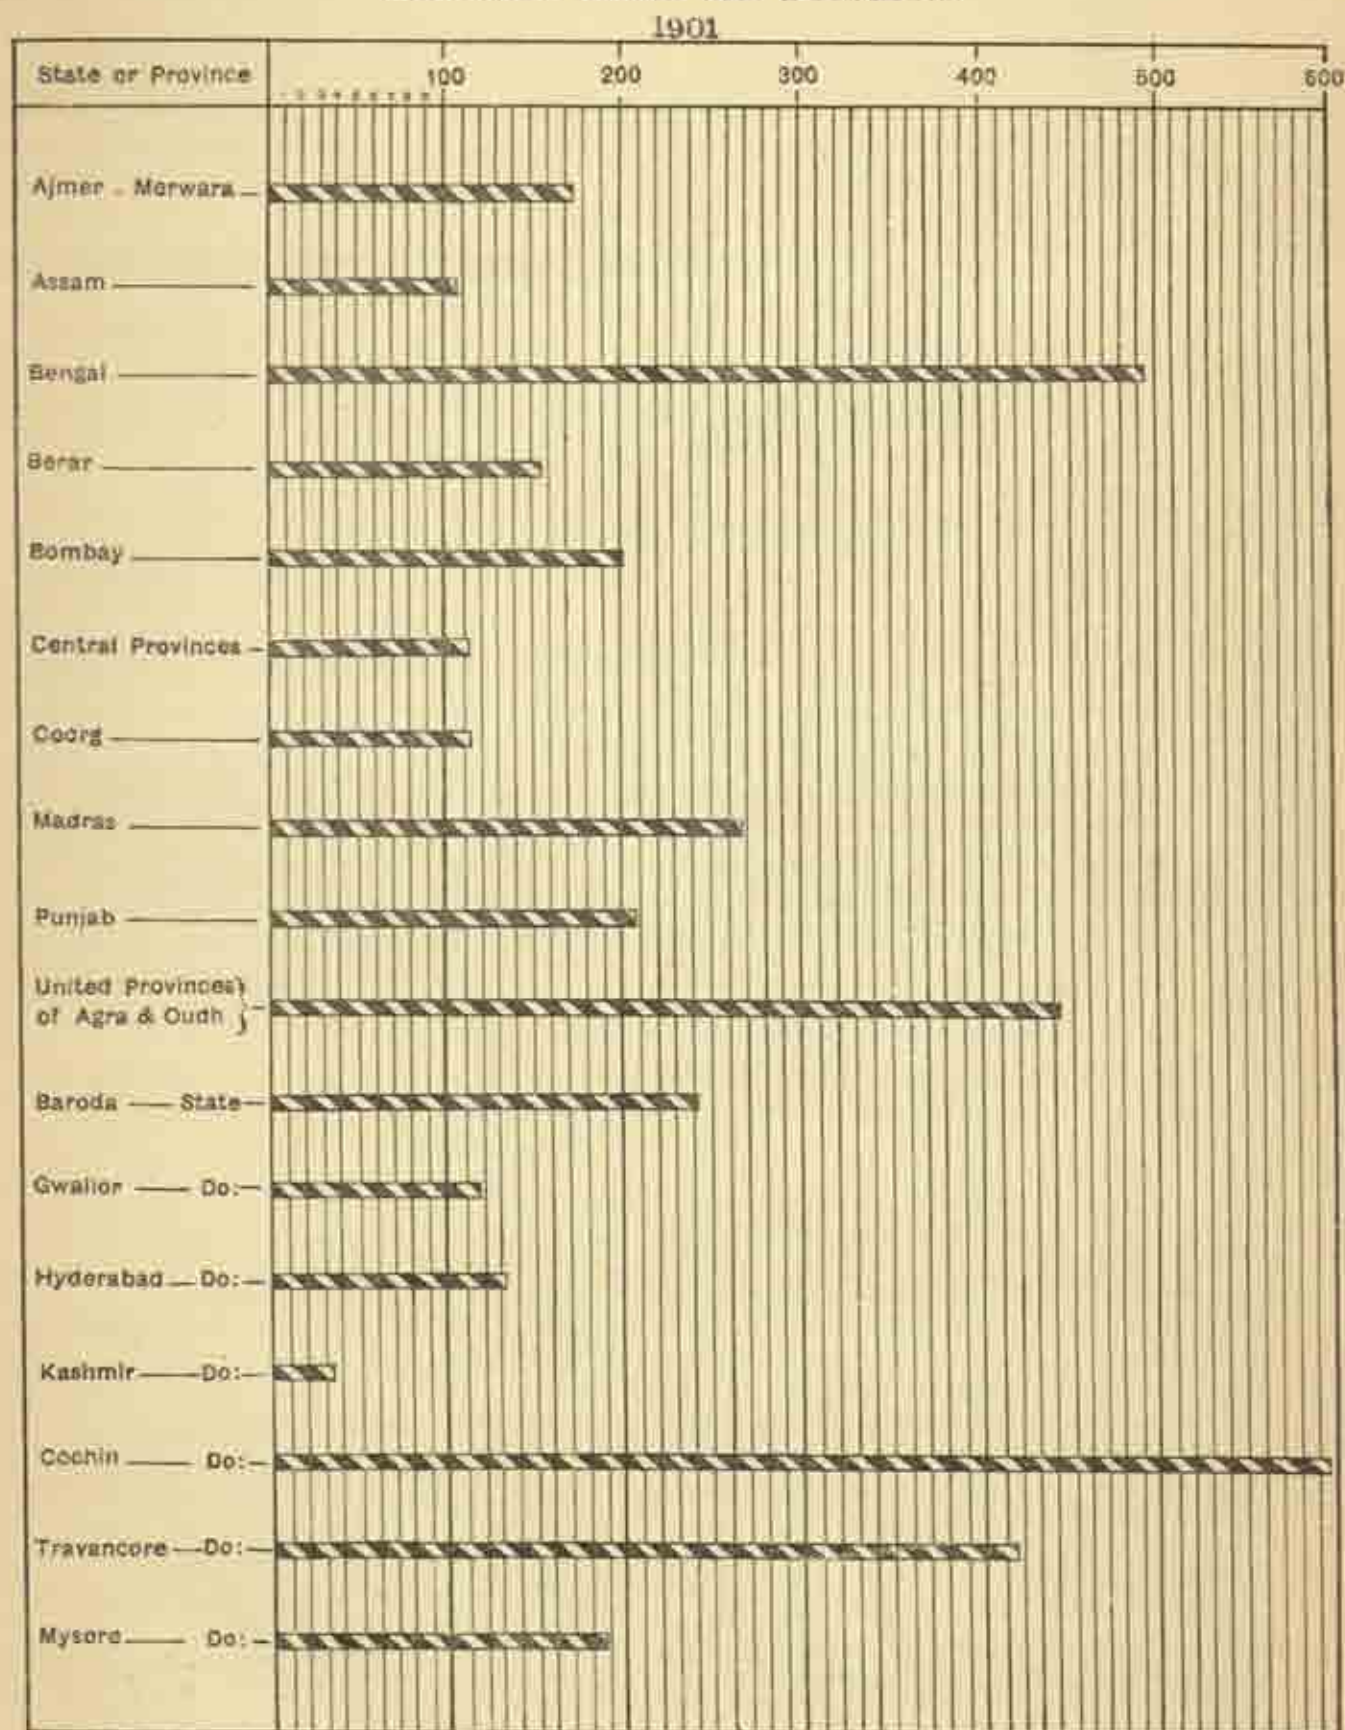 1901
State or Province 100 200 300 400 500 600
Ajmer - Merwara
Assam
Bengal
Berar
Bombay
Central Provinces
Coorg
Madras
Punjab
United Provinces
of Agra & Oudh
Baroda State
Gwalior Do:
Hyderabad Do:
Kashmir Do:
Cochin Do:
Travancore Do:
Mysore Do: